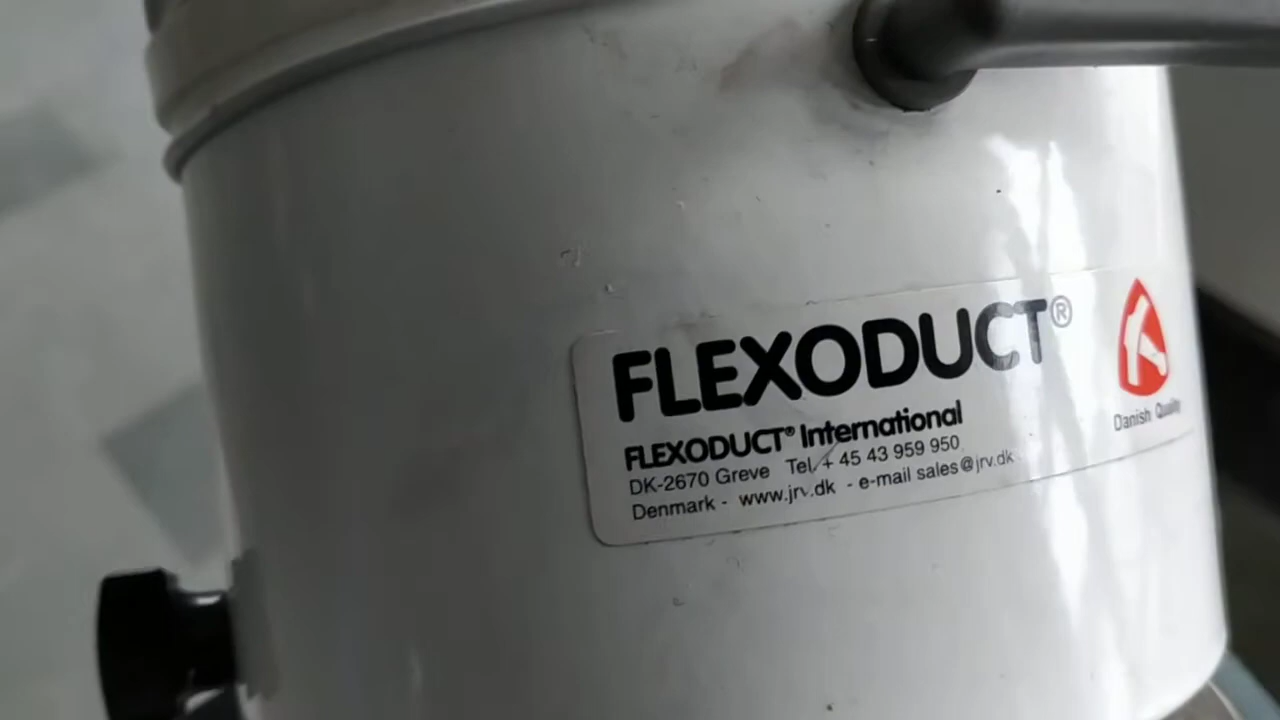 FLEXODUCT®
FLEXODUCT® International
DK-2670 Greve Tel. + 45 43 959 950
Denmark - www.jrv.dk - e-mail sales@jrv.dk
Danish Quality